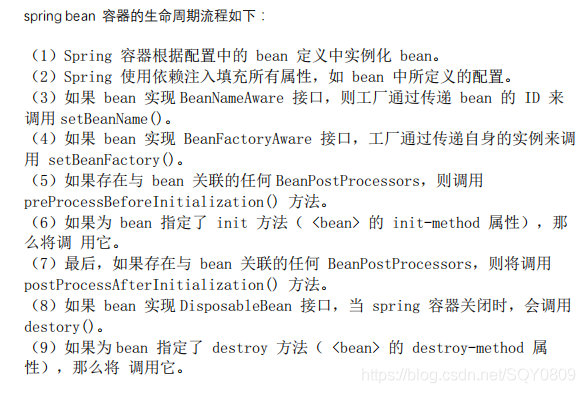 spring bean 容器的生命周期流程如下：
（1）Spring 容器根据配置中的 bean 定义中实例化 bean。
（2）Spring 使用依赖注入填充所有属性，如 bean 中所定义的配置。
（3）如果 bean 实现 BeanNameAware 接口，则工厂通过传递 bean 的 ID 来
调用 setBeanName()。
（4）如果 bean 实现 BeanFactoryAware 接口，工厂通过传递自身的实例来调
用 setBeanFactory()。
（5）如果存在与 bean 关联的任何 BeanPostProcessors，则调用
preProcessBeforeInitialization() 方法。
（6）如果为 bean 指定了 init 方法（ <bean> 的 init-method 属性），那
么将调 用它。
（7）最后，如果存在与 bean 关联的任何 BeanPostProcessors，则将调用
postProcessAfterInitialization() 方法。
（8）如果 bean 实现 DisposableBean 接口，当 spring 容器关闭时，会调用
destory()。
（9）如果为 bean 指定了 destroy 方法（ <bean> 的 destroy-method 属
性），那么将 调用它。
https://blog.csdn.net/SQY0809